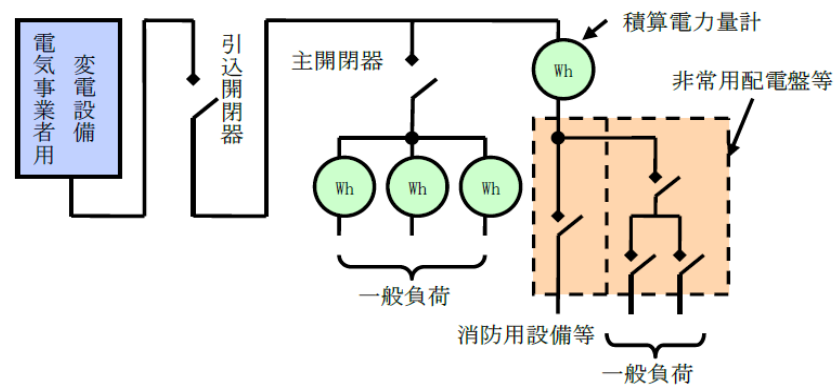 電気事業者用
変電設備
引込開閉器
主開閉器
積算電力量計
Wh
非常用配電盤等
Wh
Wh
Wh
一般負荷
消防用設備等
一般負荷